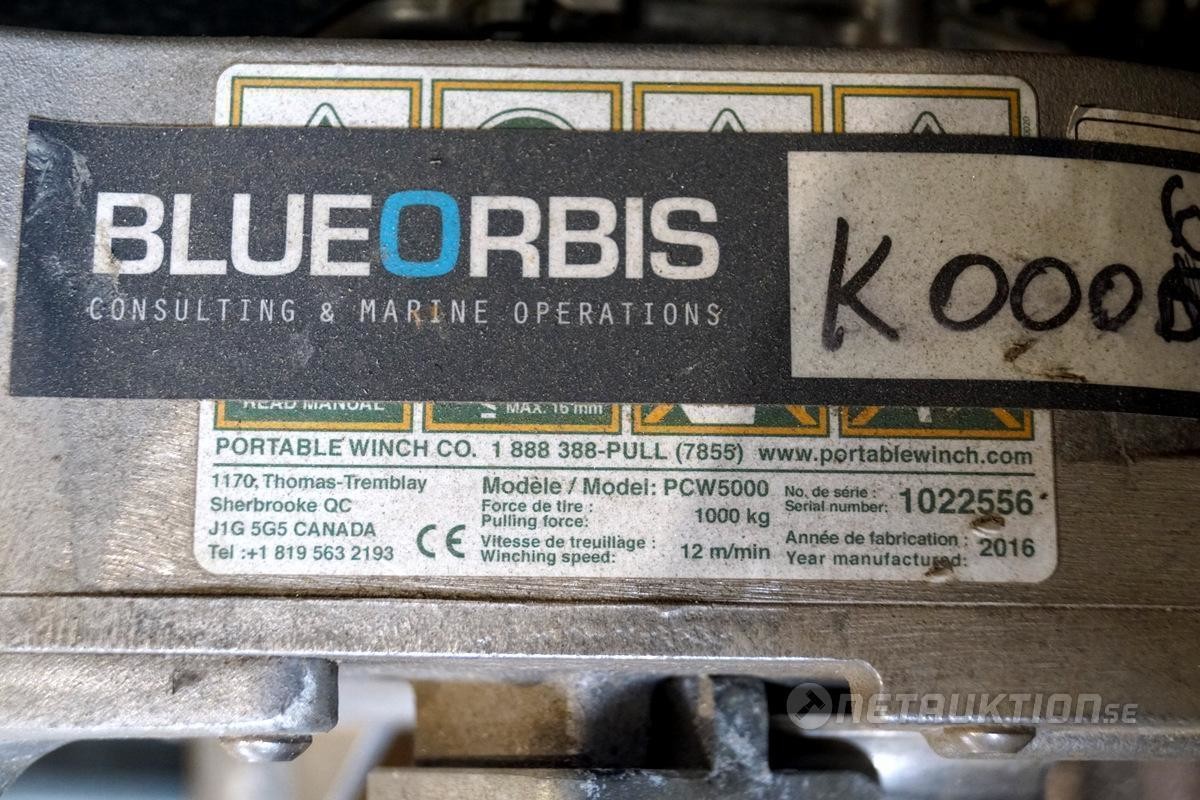 BLUEORBIS
CONSULTING & MARINE OPERATIONS
K 000
READ MANUAL
MAX. 16 mm
PORTABLE WINCH CO. 1 888 388-PULL (7855) www.portablewinch.com
1170, Thomas-Tremblay
Sherbrooke QC
J1G 5G5 CANADA
Tel :+1 819 563 2193
CE
Modèle / Model: PCW5000
Force de tire :
Pulling force: 1000 kg
Vitesse de treuillage :
Winching speed: 12 m/min
No. de série :
Serial number: 1022556
Année de fabrication :
Year manufactured: 2016
NETAUKTION.SE